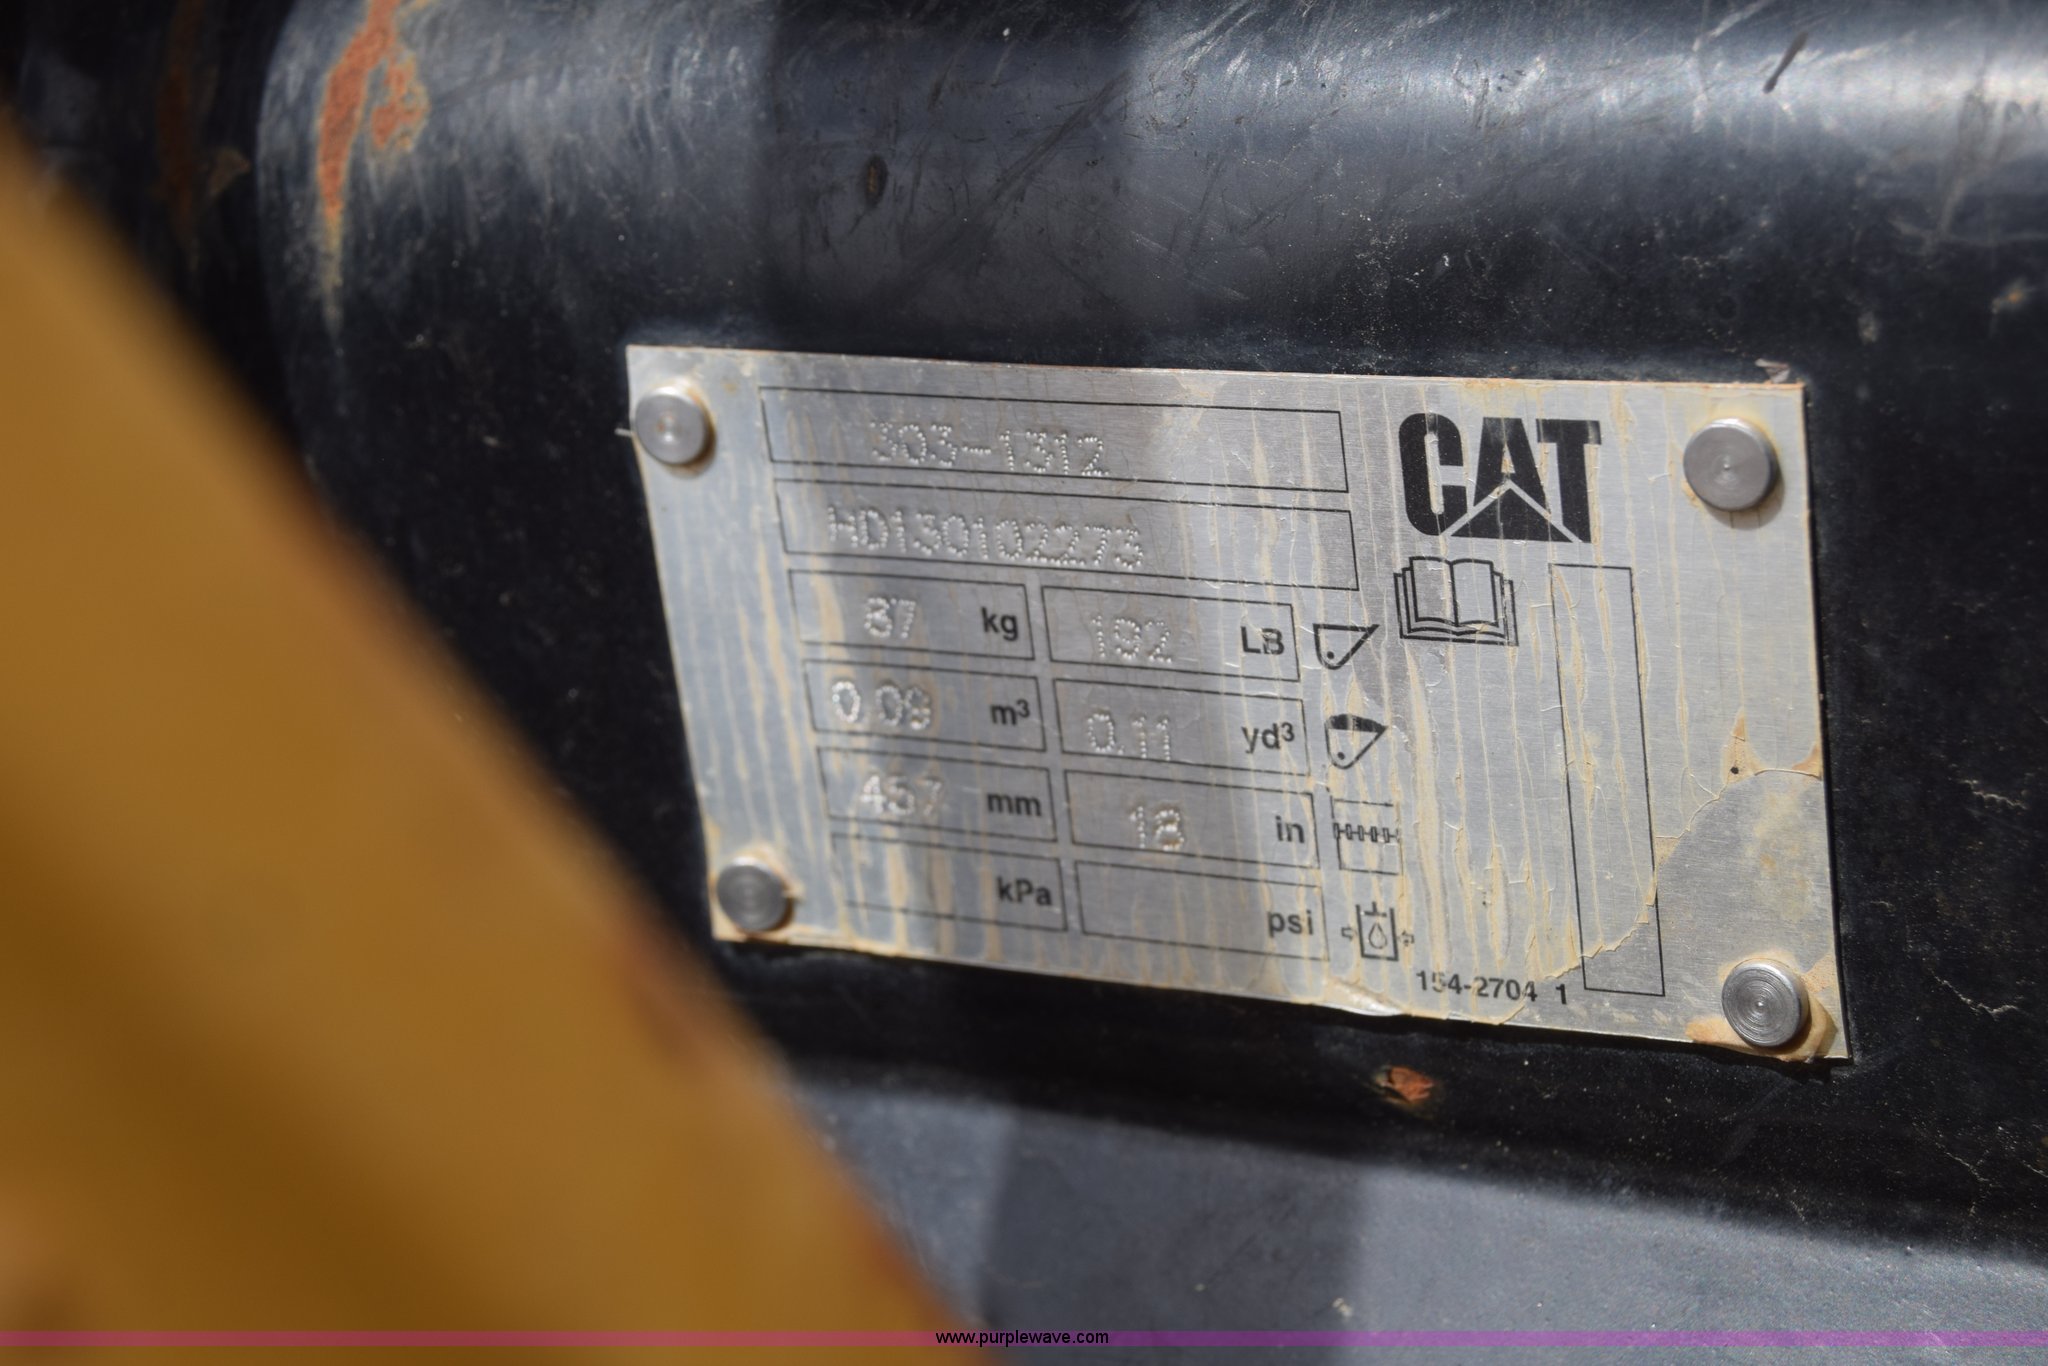 303-1312
CAT
HD130102273
87 kg 192 LB
0.09 m³ 0.11 yd³
457 mm 18 in
kPa psi
154-2704 1
www.purplewave.com